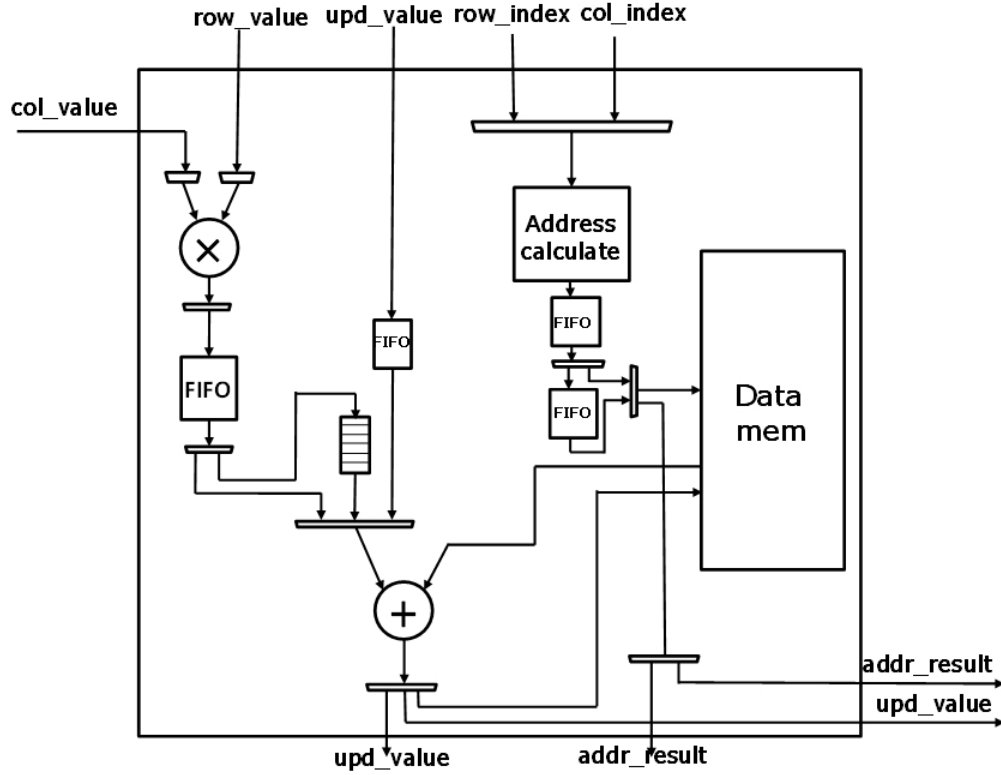 row_value
upd_value
row_index
col_index
col_value
×
Address
calculate
FIFO
FIFO
FIFO
FIFO
Data
mem
+
addr_result
upd_value
upd_value
addr_result